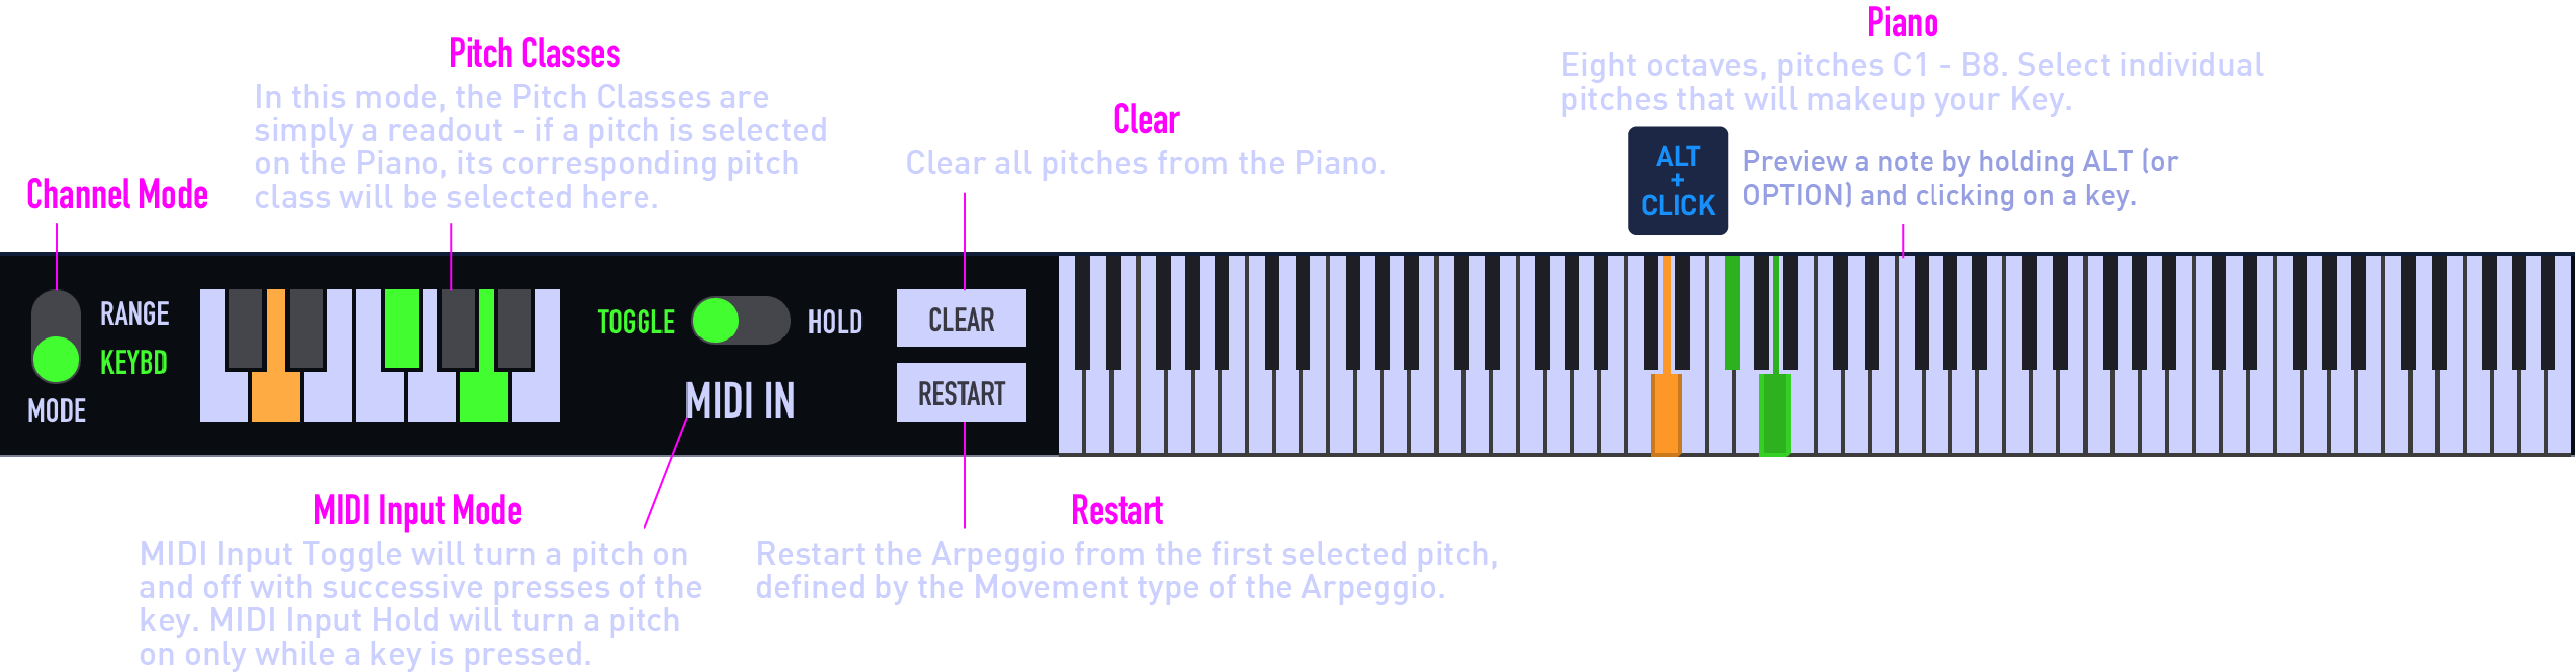 Piano
Eight octaves, pitches C1 - B8. Select individual
pitches that will makeup your Key.
ALT
+
CLICK
Preview a note by holding ALT (or
OPTION) and clicking on a key.
Pitch Classes
In this mode, the Pitch Classes are
simply a readout - if a pitch is selected
on the Piano, its corresponding pitch
class will be selected here.
Clear
Clear all pitches from the Piano.
Channel Mode
RANGE
KEYBD
MODE
TOGGLE
HOLD
MIDI IN
CLEAR
RESTART
MIDI Input Mode
MIDI Input Toggle will turn a pitch on
and off with successive presses of the
key. MIDI Input Hold will turn a pitch
on only while a key is pressed.
Restart
Restart the Arpeggio from the first selected pitch,
defined by the Movement type of the Arpeggio.